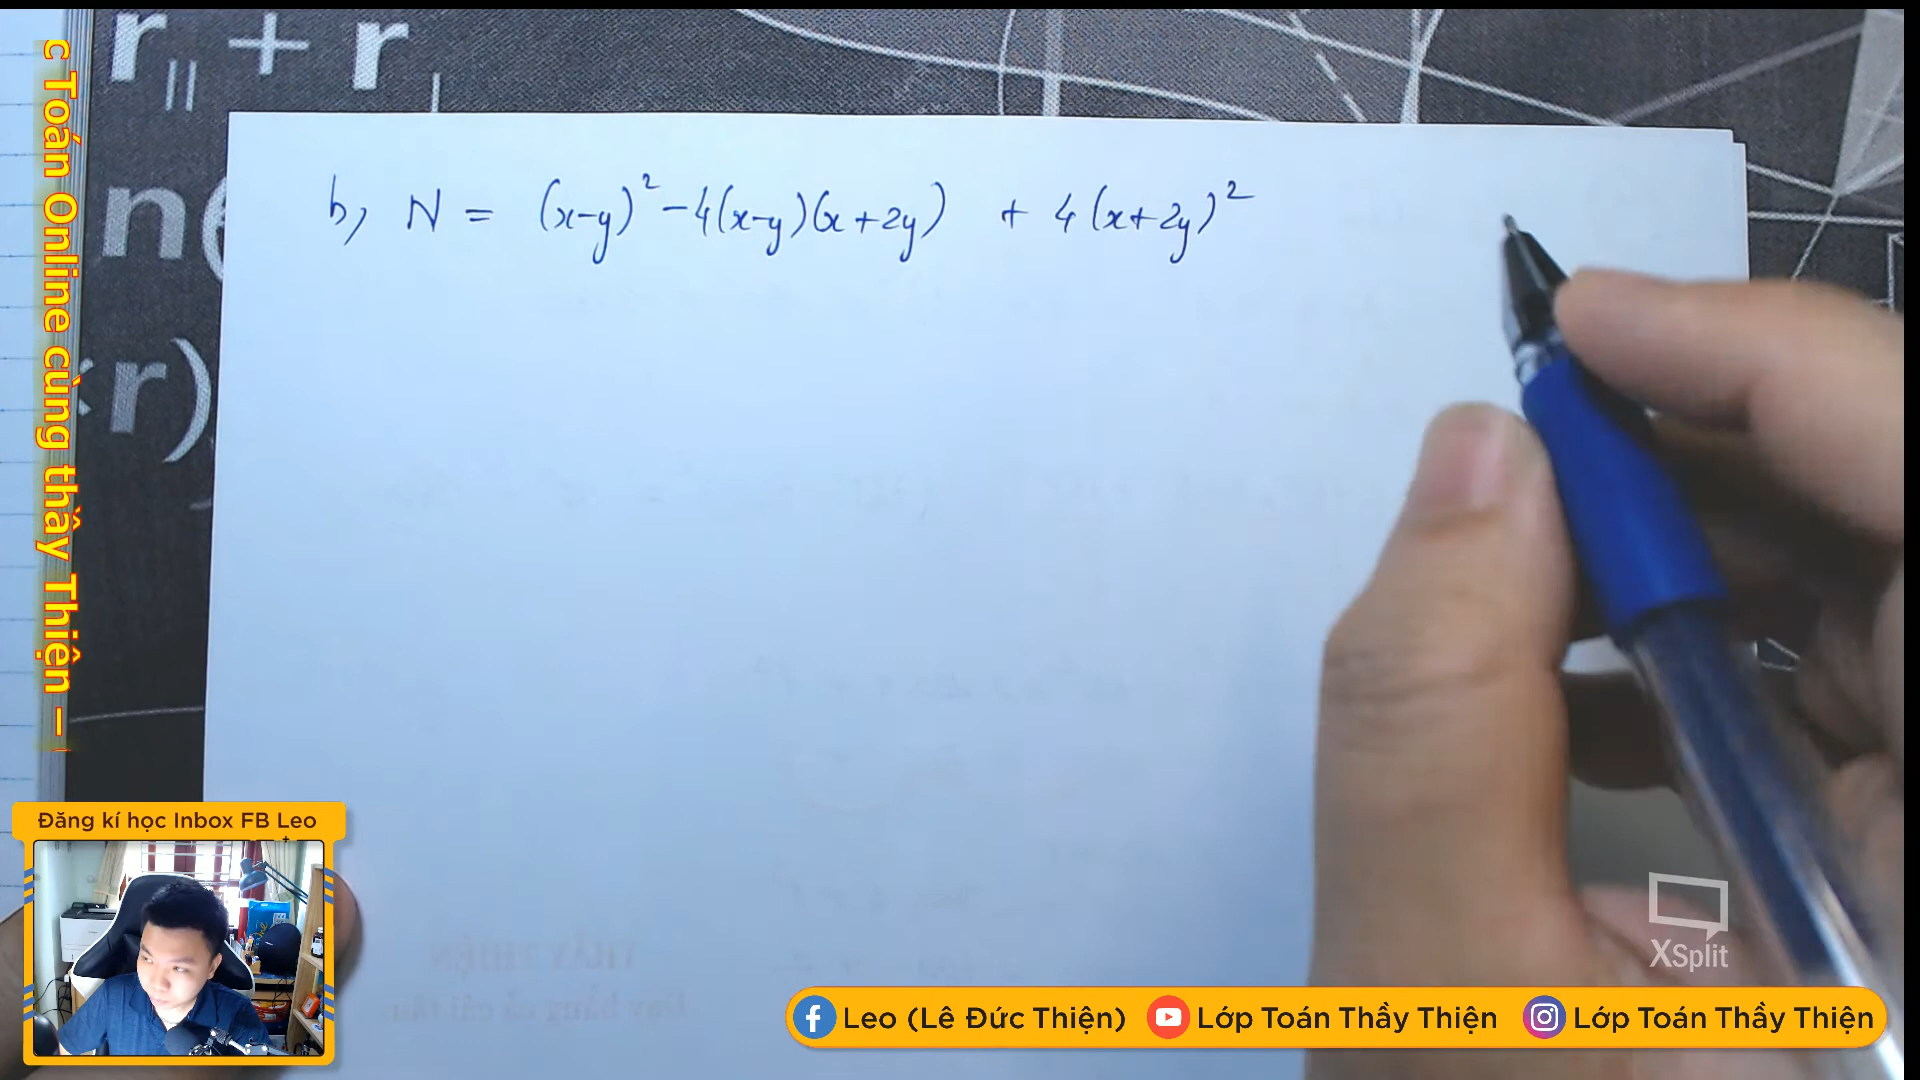 r|| + r|
n(
r)
c Toán Online cùng thầy Thiện –
b, N = (x-y)² - 4(x-y)(x+2y) + 4(x+2y)²
Đăng kí học Inbox FB Leo
XSplit
Leo (Lê Đức Thiện) Lớp Toán Thầy Thiện Lớp Toán Thầy Thiện